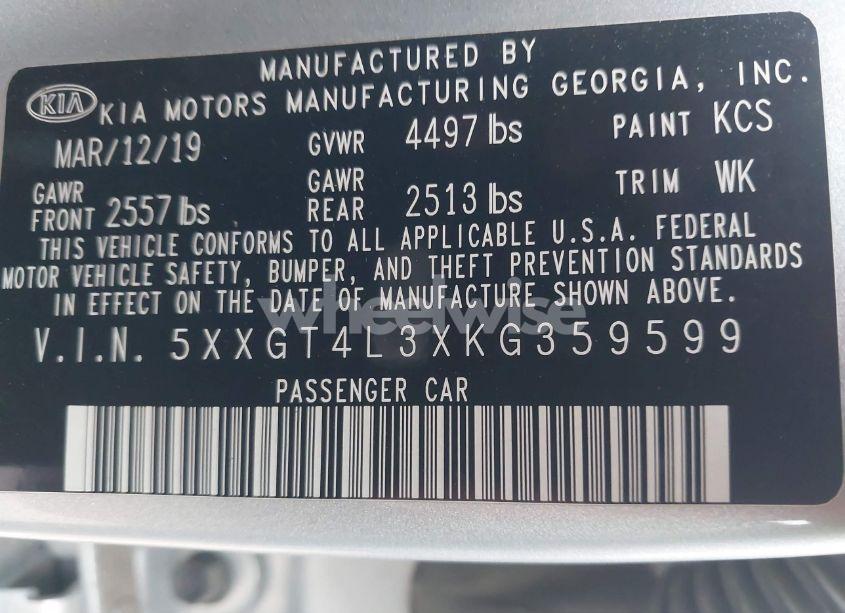 MANUFACTURED BY
KIA KIA MOTORS MANUFACTURING GEORGIA, INC.
MAR/12/19 GVWR 4497 lbs PAINT KCS
GAWR FRONT 2557 lbs GAWR REAR 2513 lbs TRIM WK
THIS VEHICLE CONFORMS TO ALL APPLICABLE U.S.A. FEDERAL
MOTOR VEHICLE SAFETY, BUMPER, AND THEFT PREVENTION STANDARDS
IN EFFECT ON THE DATE OF MANUFACTURE SHOWN ABOVE.
wheelwise
V.I.N. 5XXGT4L3XKG359599
PASSENGER CAR